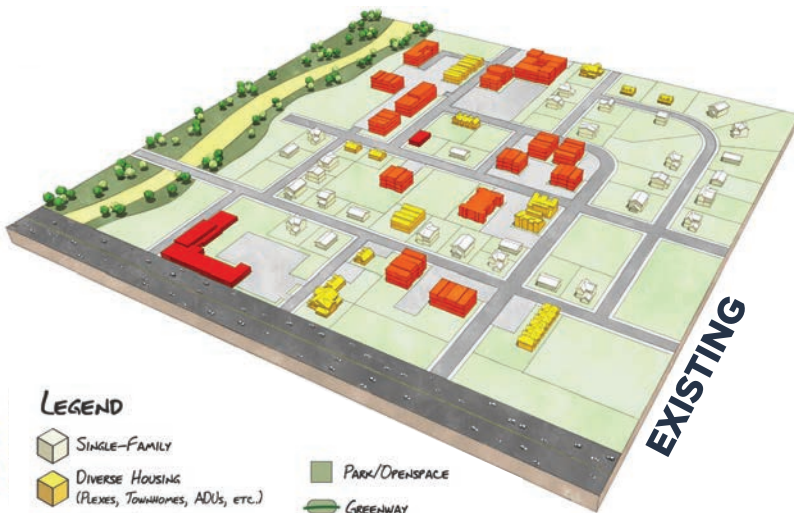 EXISTING
LEGEND
SINGLE-FAMILY
DIVERSE HOUSING
(PLEXES, TOWNHOMES, ADUS, ETC.)
PARK/OPENSPACE
GREENWAY